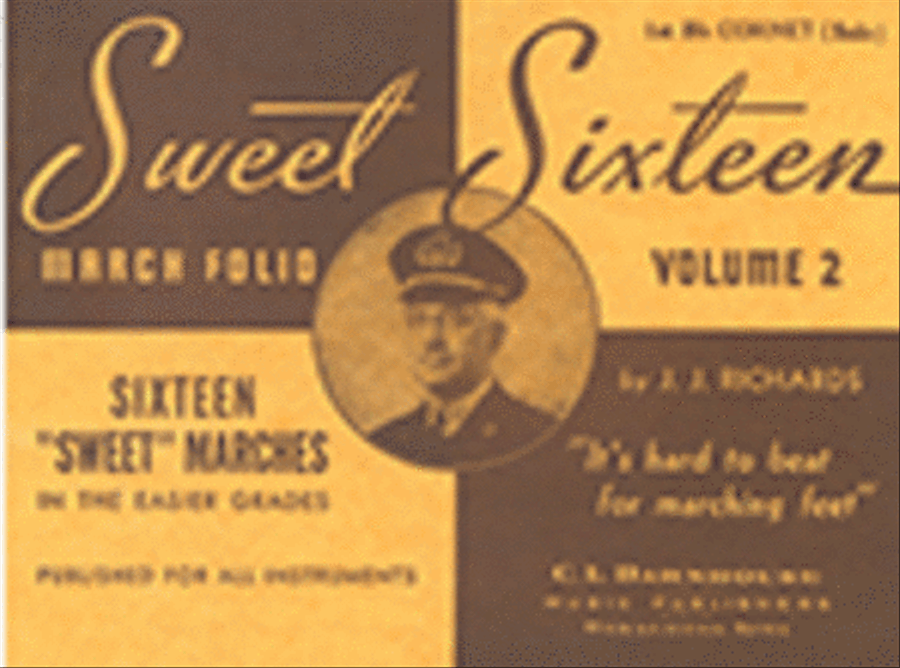 Sweet Sixteen
1st Bb CORNET (Solo)
MARCH FOLIO
VOLUME 2
SIXTEEN
"SWEET" MARCHES
IN THE EASIER GRADES
PUBLISHED FOR ALL INSTRUMENTS
by J. J. RICHARDS
"It's hard to beat
for marching feet"
C. L. BARNHOUSE
MUSIC PUBLISHERS